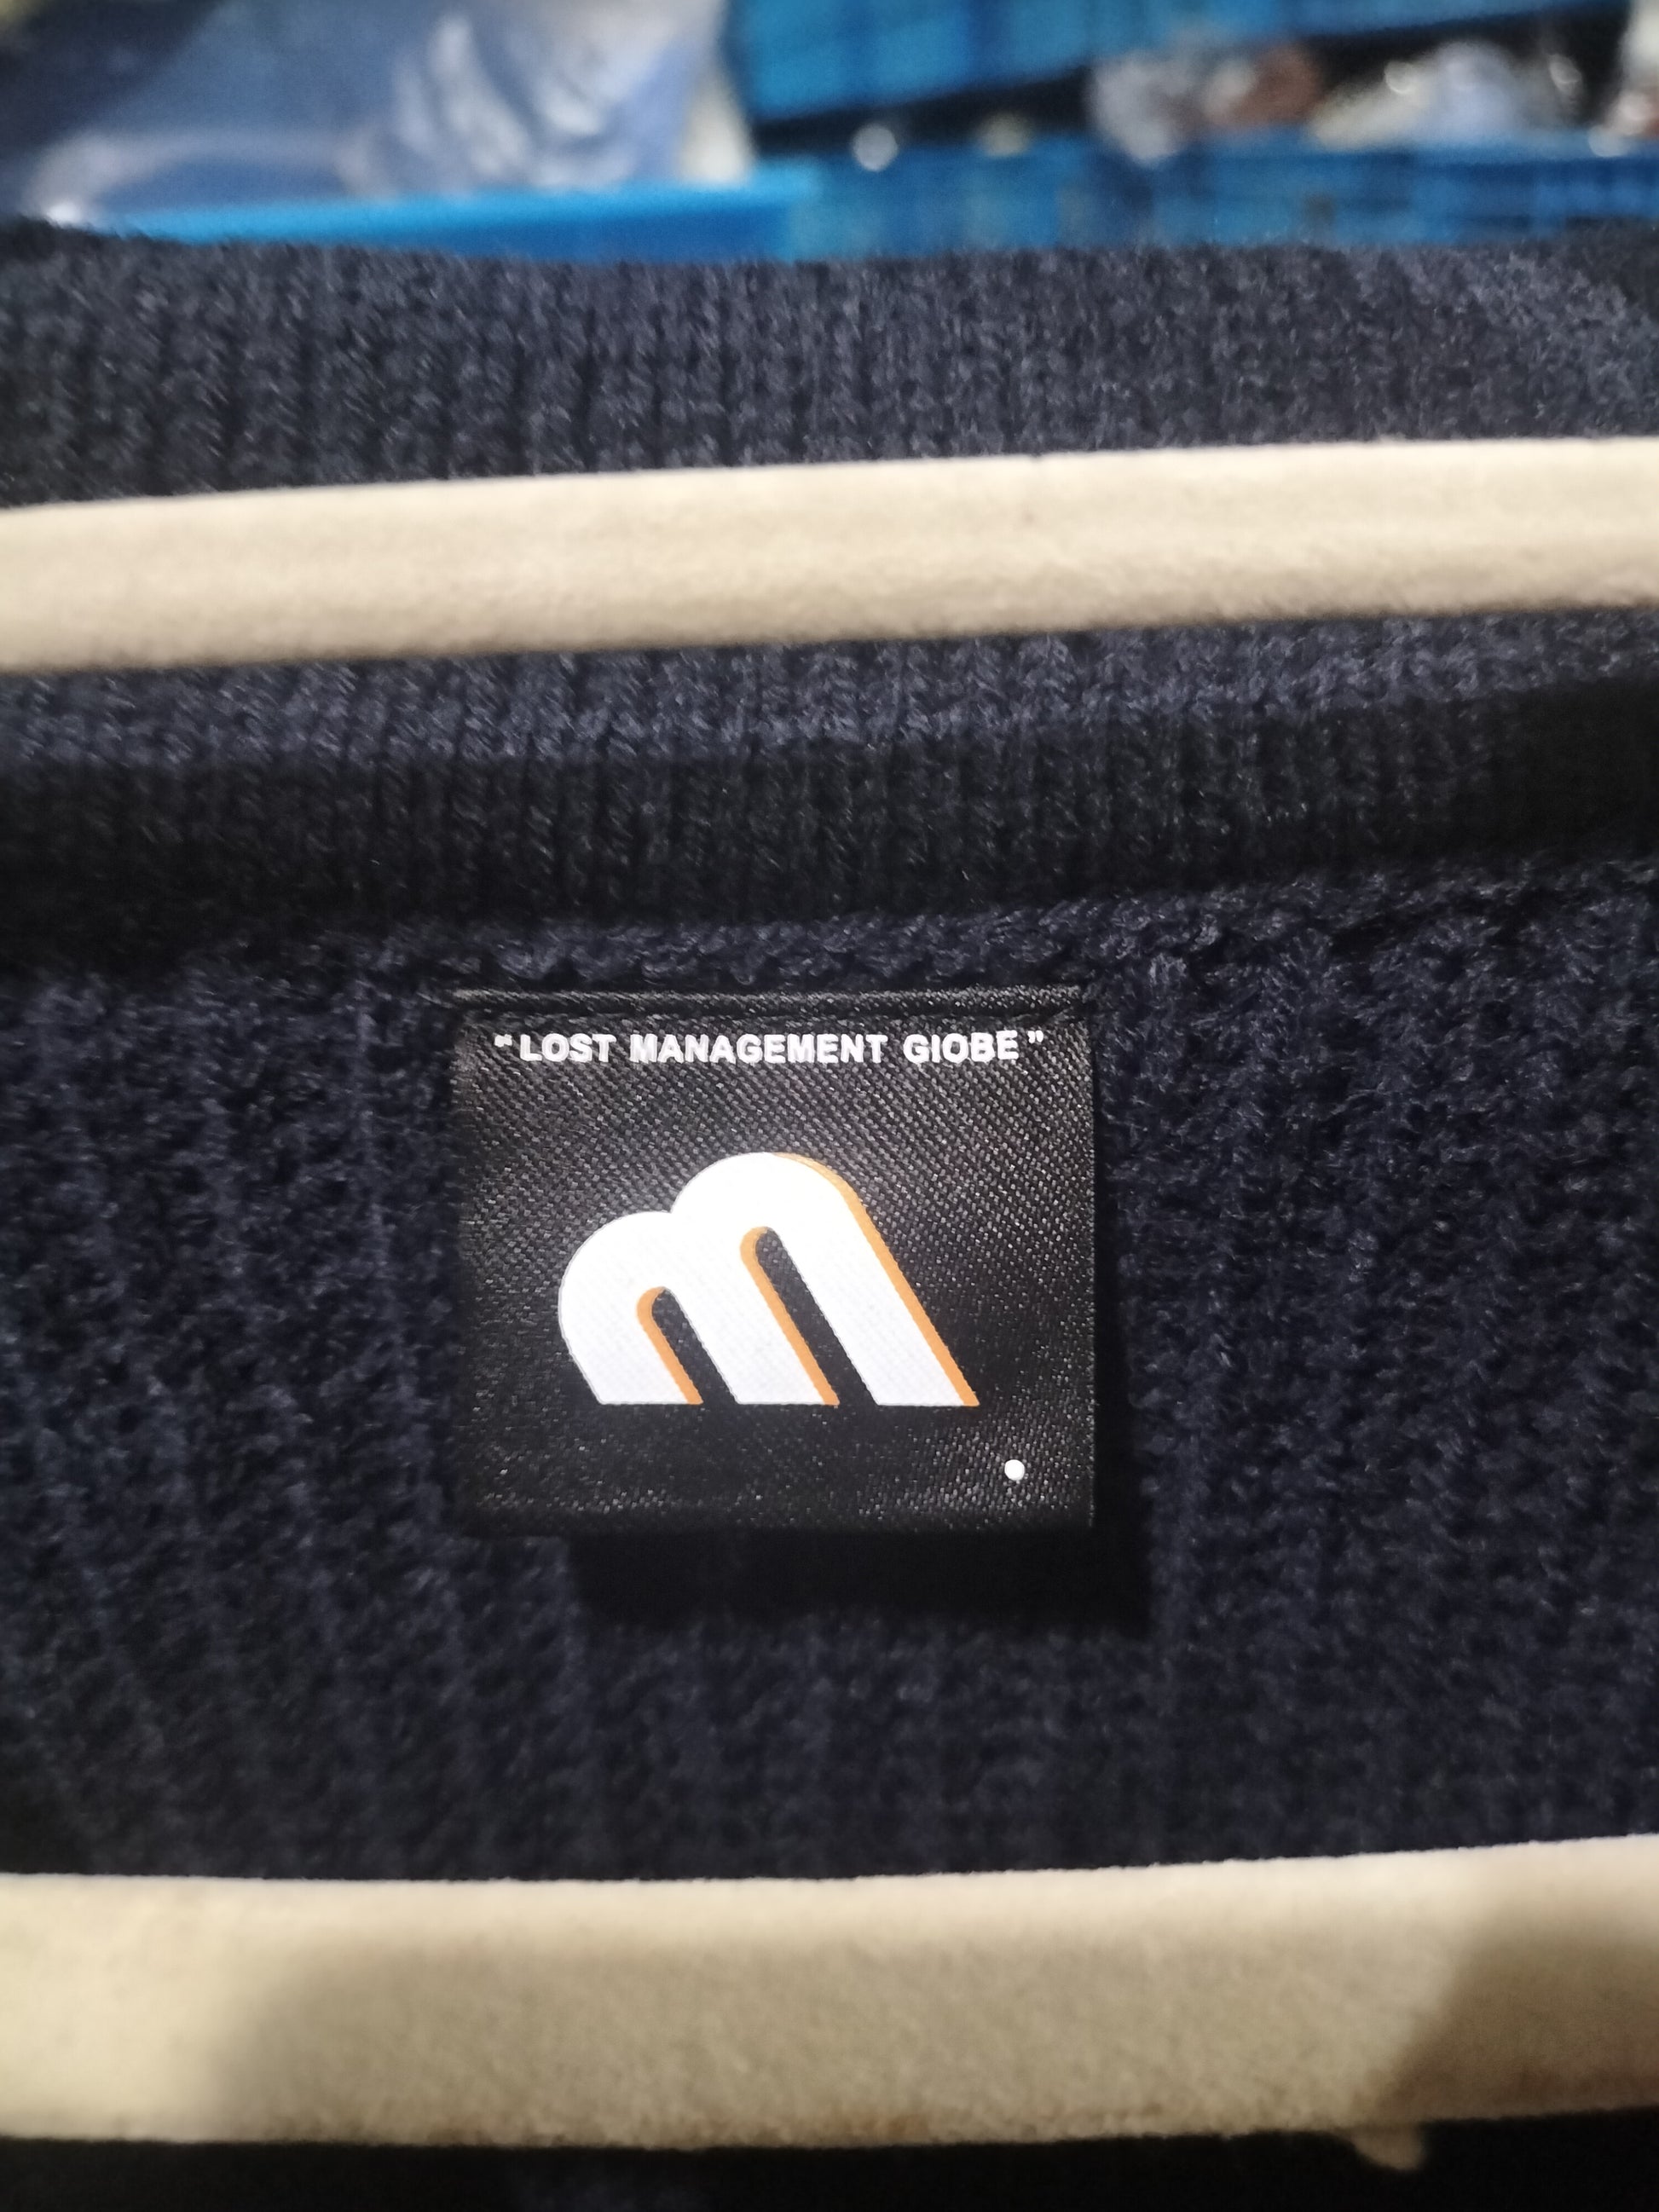 “LOST MANAGEMENT GIOBE”
m